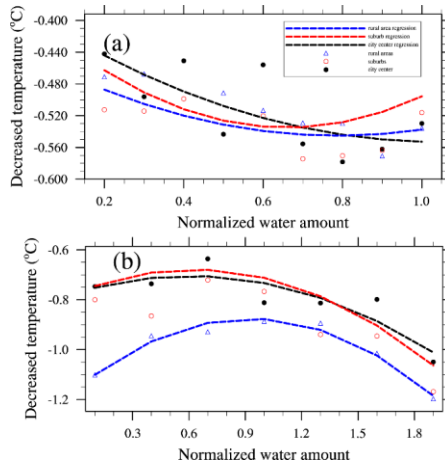 Decreased temperature (°C)
(a)
-0.400
-0.440
-0.480
-0.520
-0.560
-0.600
rural area regression
suburb regression
city center regression
rural areas
suburbs
city center
0.2 0.4 0.6 0.8 1.0
Normalized water amount
Decreased temperature (°C)
(b)
-0.6
-0.8
-1.0
-1.2
0.3 0.6 0.9 1.2 1.5 1.8
Normalized water amount